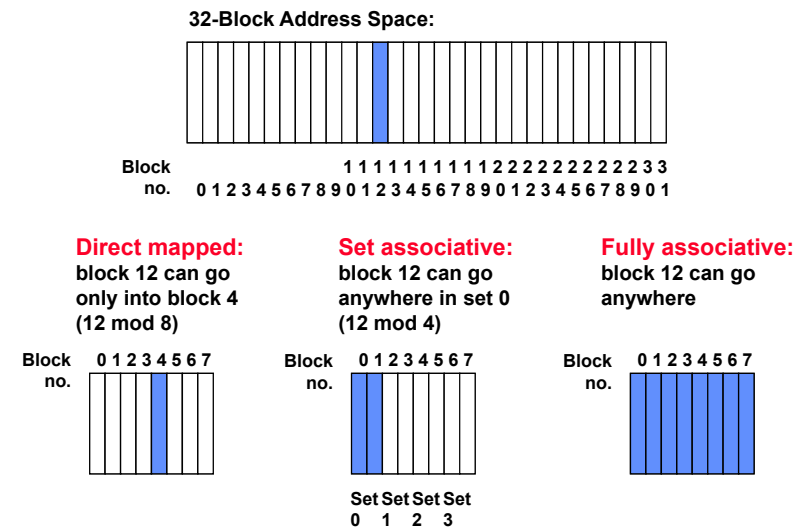 32-Block Address Space:
Block
no.
1 1 1 1 1 1 1 1 1 1 2 2 2 2 2 2 2 2 2 2 3 3
0 1 2 3 4 5 6 7 8 9 0 1 2 3 4 5 6 7 8 9 0 1 2 3 4 5 6 7 8 9 0 1
Direct mapped:
block 12 can go
only into block 4
(12 mod 8)
Block
no.
0 1 2 3 4 5 6 7
Set associative:
block 12 can go
anywhere in set 0
(12 mod 4)
Block
no.
0 1 2 3 4 5 6 7
Set Set Set Set
0 1 2 3
Fully associative:
block 12 can go
anywhere
Block
no.
0 1 2 3 4 5 6 7